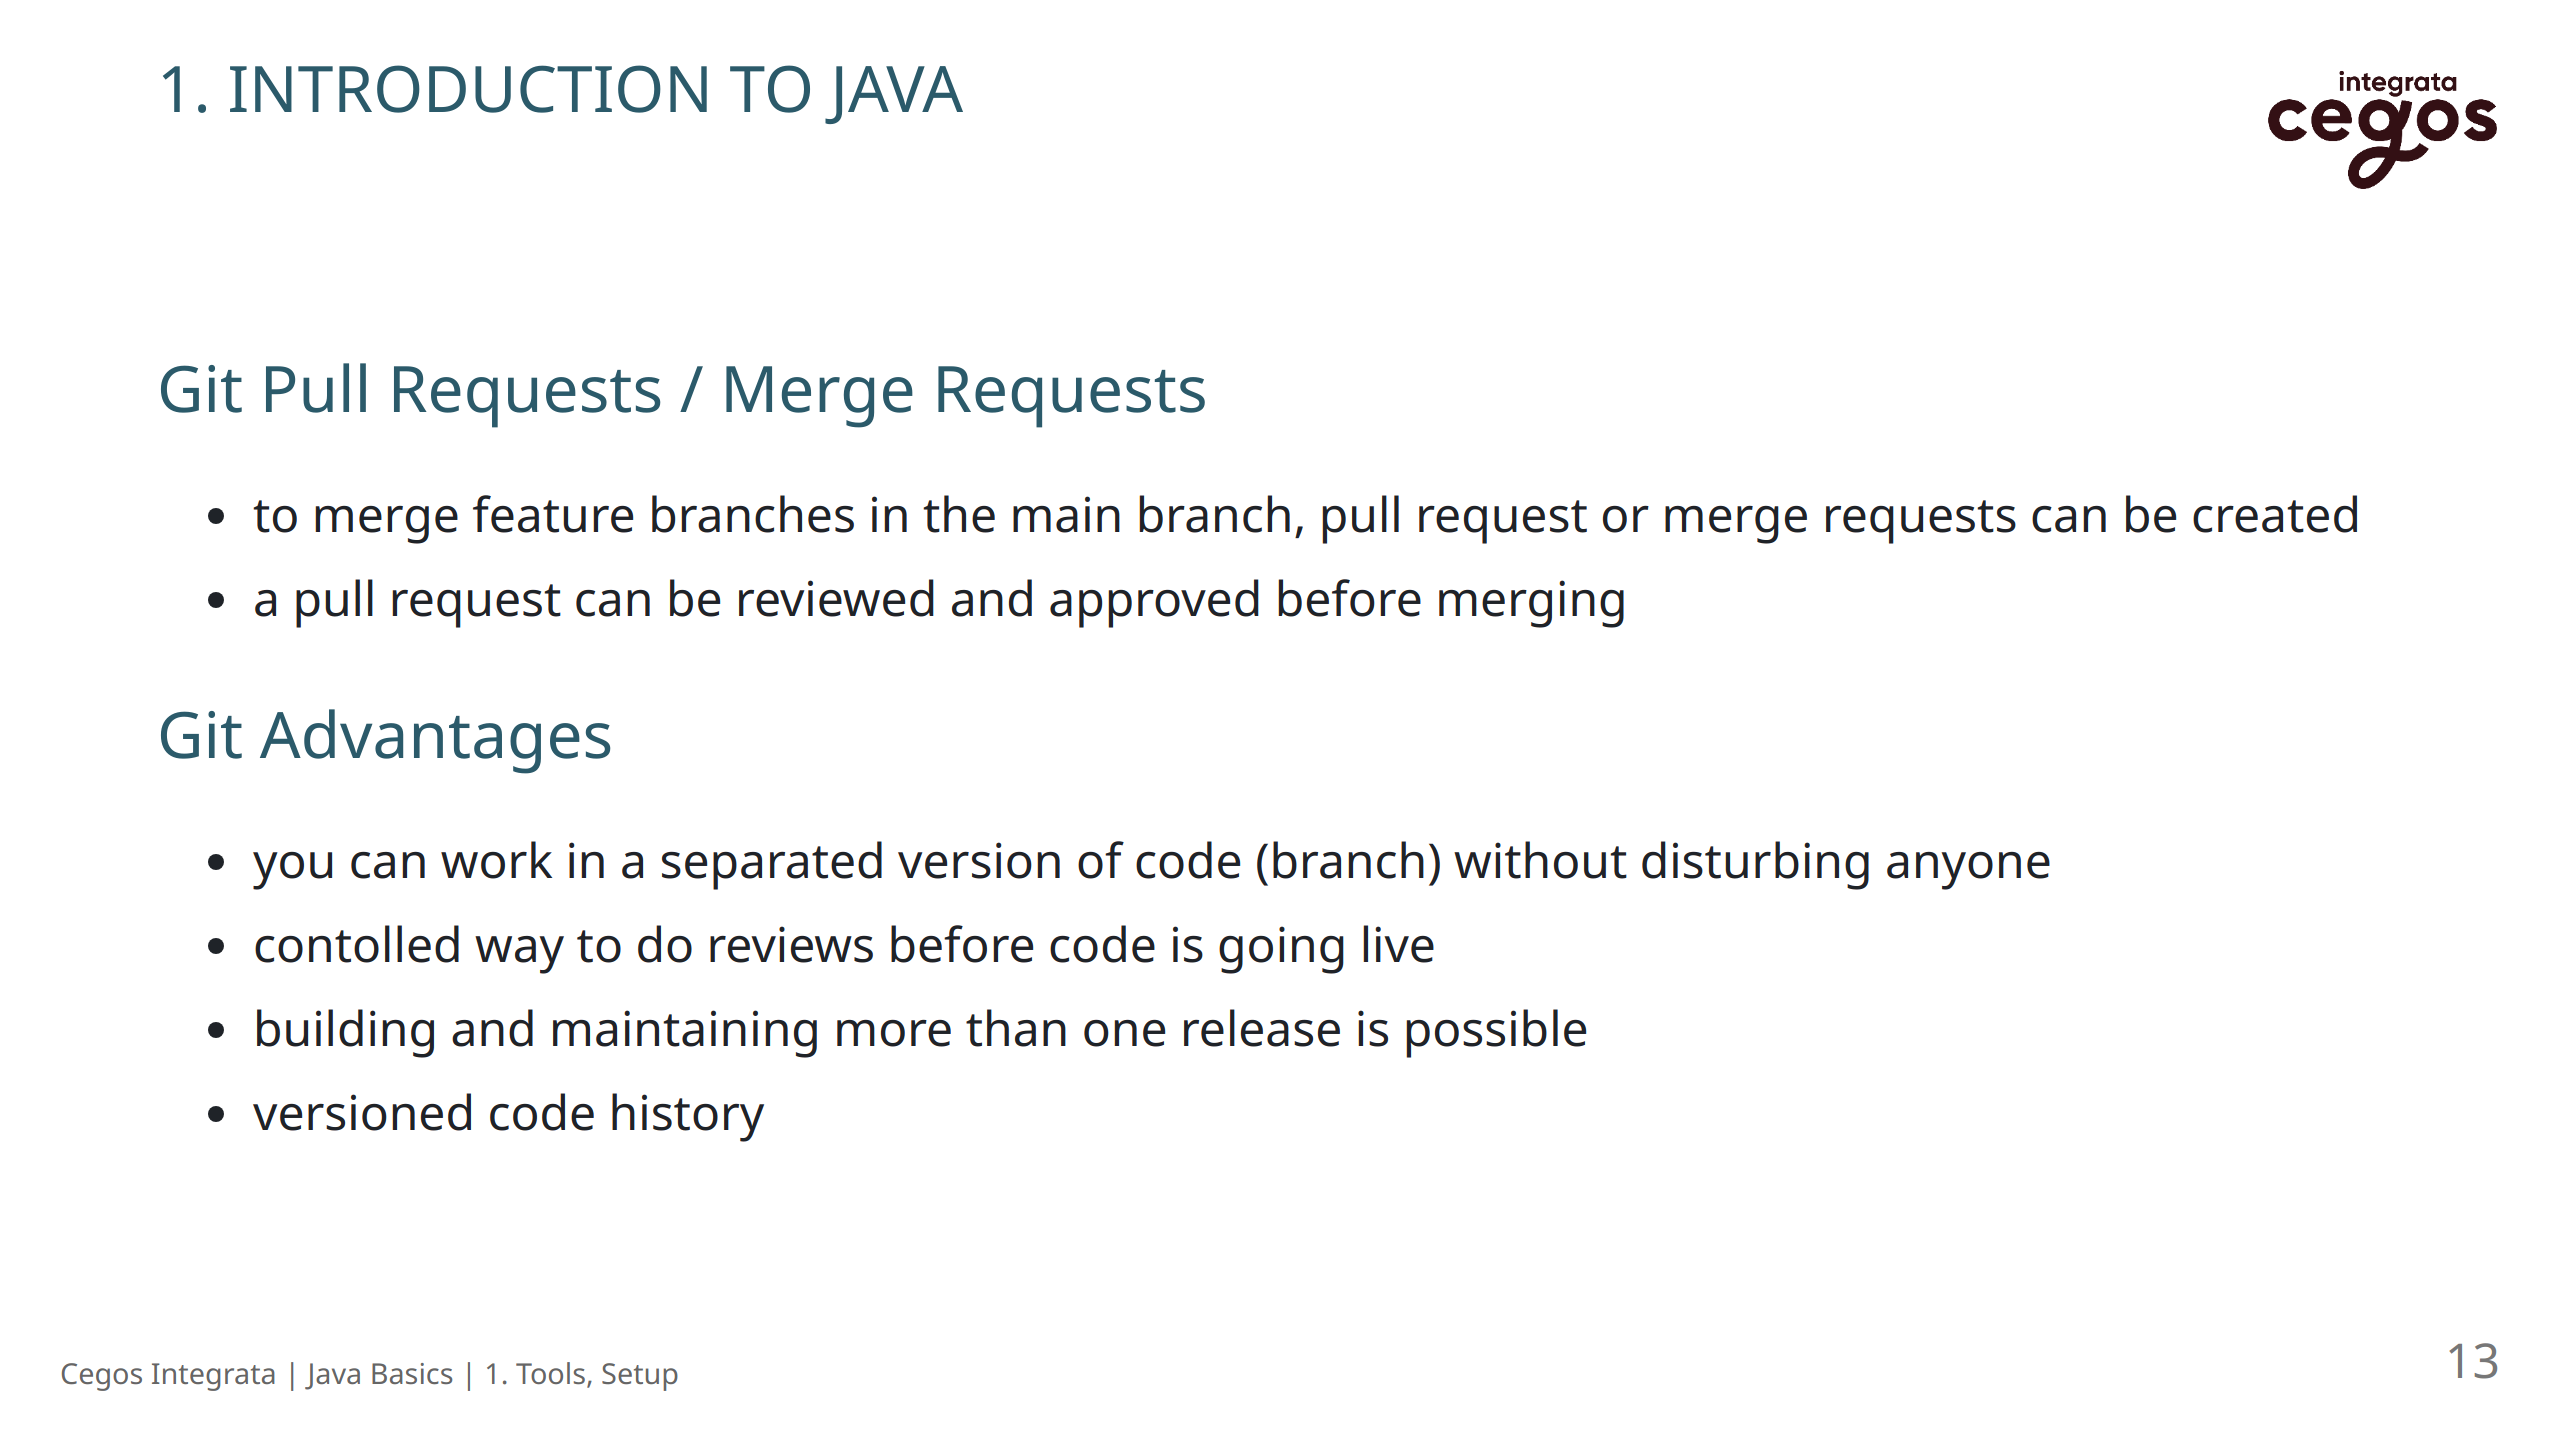 1. INTRODUCTION TO JAVA
integrata
cegos
Git Pull Requests / Merge Requests
• to merge feature branches in the main branch, pull request or merge requests can be created
• a pull request can be reviewed and approved before merging
Git Advantages
• you can work in a separated version of code (branch) without disturbing anyone
• contolled way to do reviews before code is going live
• building and maintaining more than one release is possible
• versioned code history
Cegos Integrata | Java Basics | 1. Tools, Setup
13